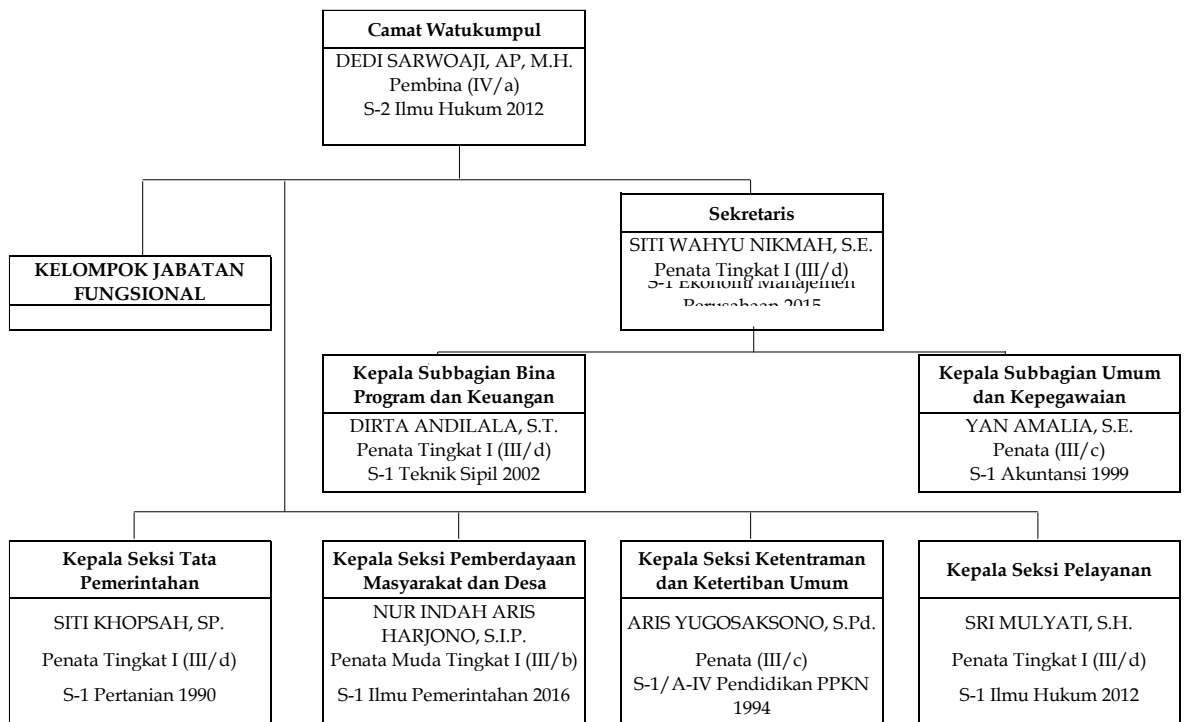 Camat Watukumpul
DEDI SARWOAJI, AP, M.H.
Pembina (IV/a)
S-2 Ilmu Hukum 2012
Sekretaris
SITI WAHYU NIKMAH, S.E.
Penata Tingkat I (III/d)
S-1 Ekonomi Manajemen
Perusahaan 2015
KELOMPOK JABATAN
FUNGSIONAL
Kepala Subbagian Bina
Program dan Keuangan
DIRTA ANDILALA, S.T.
Penata Tingkat I (III/d)
S-1 Teknik Sipil 2002
Kepala Subbagian Umum
dan Kepegawaian
YAN AMALIA, S.E.
Penata (III/c)
S-1 Akuntansi 1999
Kepala Seksi Tata
Pemerintahan
SITI KHOPSAH, SP.
Penata Tingkat I (III/d)
S-1 Pertanian 1990
Kepala Seksi Pemberdayaan
Masyarakat dan Desa
NUR INDAH ARIS
HARJONO, S.I.P.
Penata Muda Tingkat I (III/b)
S-1 Ilmu Pemerintahan 2016
Kepala Seksi Ketentraman
dan Ketertiban Umum
ARIS YUGOSAKSONO, S.Pd.
Penata (III/c)
S-1/A-IV Pendidikan PPKN
1994
Kepala Seksi Pelayanan
SRI MULYATI, S.H.
Penata Tingkat I (III/d)
S-1 Ilmu Hukum 2012